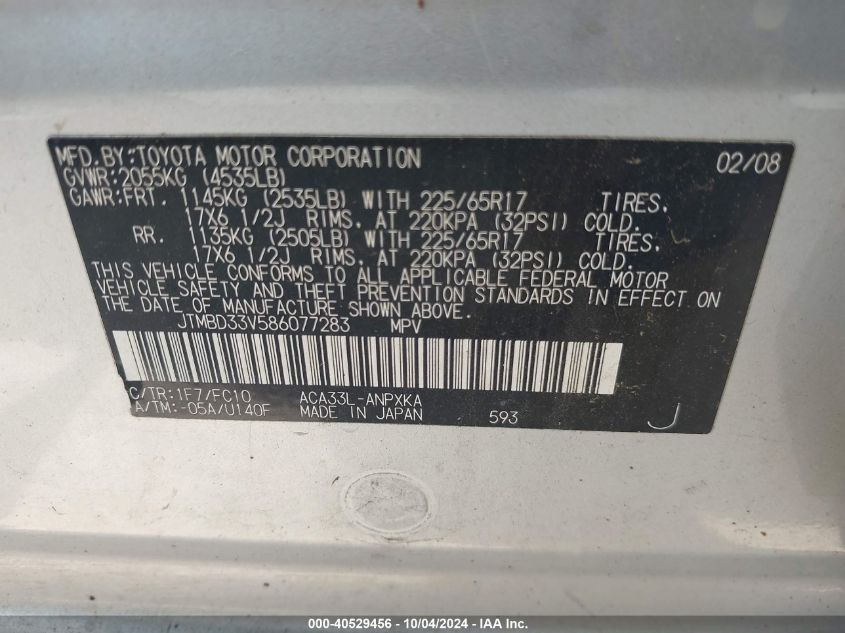 MFD.BY:TOYOTA MOTOR CORPORATION 02/08
GVWR:2055KG (4535LB)
GAWR:FRT. 1145KG (2535LB) WITH 225/65R17 TIRES.
17X6 1/2J RIMS. AT 220KPA (32PSI) COLD.
RR. 1135KG (2505LB) WITH 225/65R17 TIRES.
17X6 1/2J RIMS. AT 220KPA (32PSI) COLD.
THIS VEHICLE CONFORMS TO ALL APPLICABLE FEDERAL MOTOR
VEHICLE SAFETY AND THEFT PREVENTION STANDARDS IN EFFECT ON
THE DATE OF MANUFACTURE SHOWN ABOVE.
JTMBD33V586077283 MPV
C/TR:1F7/FC10 ACA33L-ANPXKA
A/TM:-05A/U140F MADE IN JAPAN 593 J
000-40529456 - 10/04/2024 - IAA Inc.